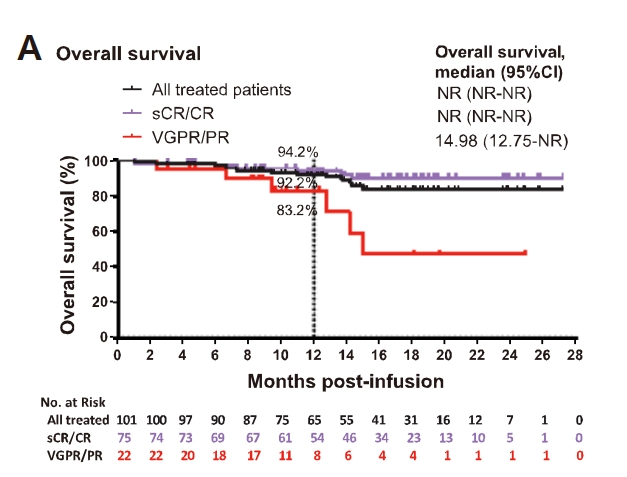 A Overall survival
Overall survival,
median (95%CI)
All treated patients NR (NR-NR)
sCR/CR NR (NR-NR)
VGPR/PR 14.98 (12.75-NR)
94.2%
92.2%
83.2%
Overall survival (%)
100
80
60
40
20
0
0 2 4 6 8 10 12 14 16 18 20 22 24 26 28
Months post-infusion
No. at Risk
All treated 101 100 97 90 87 75 65 55 41 31 16 12 7 1 0
sCR/CR 75 74 73 69 67 61 54 46 34 23 13 10 5 1 0
VGPR/PR 22 22 20 18 17 11 8 6 4 4 1 1 1 1 0